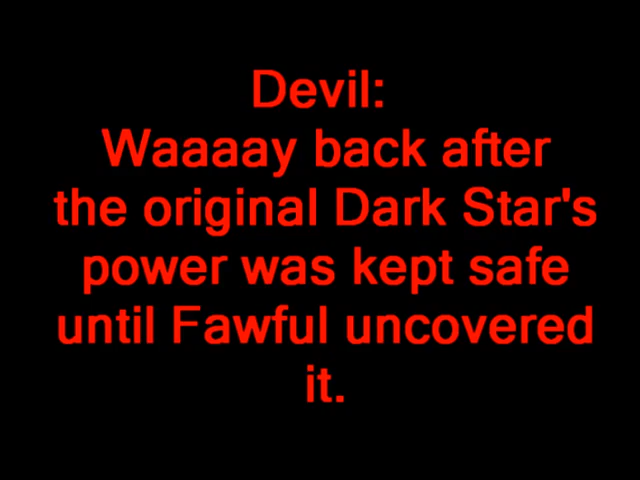 Devil:
Waaaay back after
the original Dark Star's
power was kept safe
until Fawful uncovered
it.